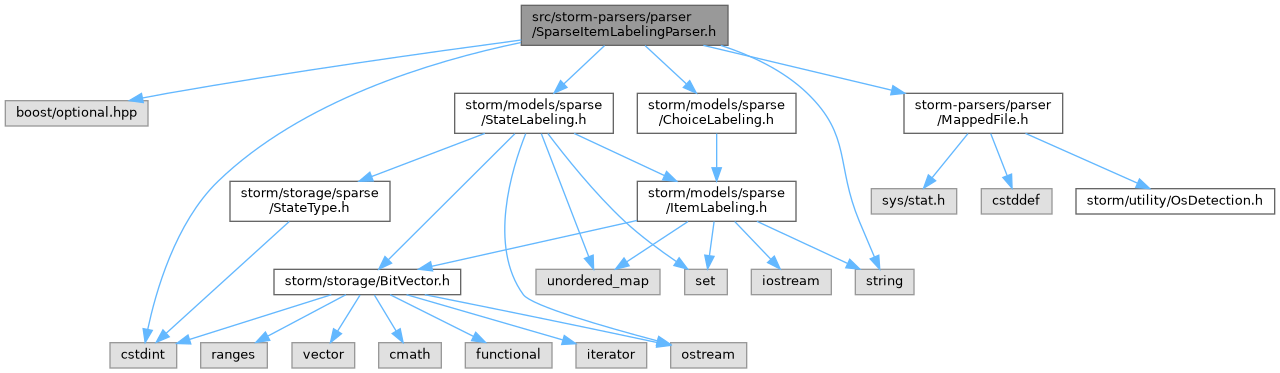 src/storm-parsers/parser
/SparseItemLabelingParser.h
boost/optional.hpp
storm/models/sparse
/StateLabeling.h
storm/models/sparse
/ChoiceLabeling.h
storm-parsers/parser
/MappedFile.h
storm/storage/sparse
/StateType.h
storm/models/sparse
/ItemLabeling.h
sys/stat.h
cstddef
storm/utility/OsDetection.h
storm/storage/BitVector.h
unordered_map
set
iostream
string
cstdint
ranges
vector
cmath
functional
iterator
ostream